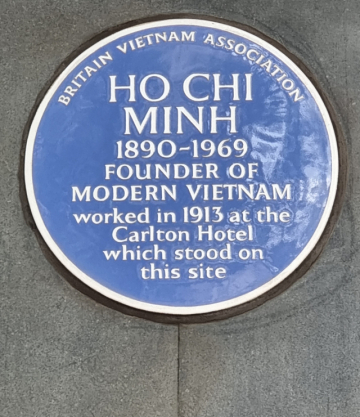 BRITAIN VIETNAM ASSOCIATION
HO CHI
MINH
1890-1969
FOUNDER OF
MODERN VIETNAM
worked in 1913 at the
Carlton Hotel
which stood on
this site